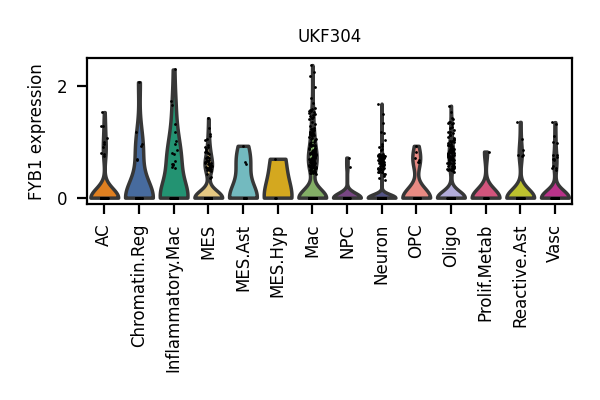 UKF304
FYB1 expression
2
0
AC
Chromatin.Reg
Inflammatory.Mac
MES
MES.Ast
MES.Hyp
Mac
NPC
Neuron
OPC
Oligo
Prolif.Metab
Reactive.Ast
Vasc